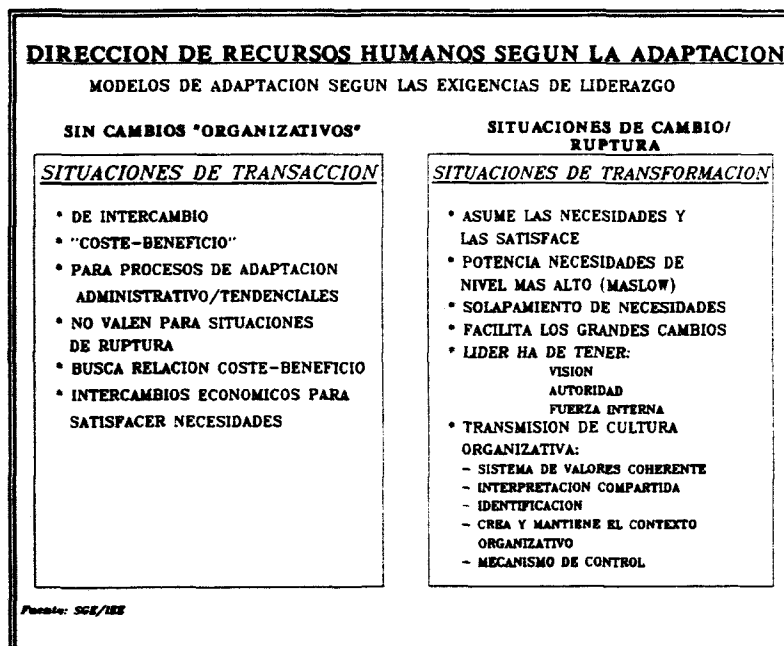 DIRECCION DE RECURSOS HUMANOS SEGUN LA ADAPTACION
MODELOS DE ADAPTACION SEGUN LAS EXIGENCIAS DE LIDERAZGO
SIN CAMBIOS "ORGANIZATIVOS"
SITUACIONES DE TRANSACCION
* DE INTERCAMBIO
* "COSTE-BENEFICIO"
* PARA PROCESOS DE ADAPTACION
ADMINISTRATIVO/TENDENCIALES
* NO VALEN PARA SITUACIONES
DE RUPTURA
* BUSCA RELACION COSTE-BENEFICIO
* INTERCAMBIOS ECONOMICOS PARA
SATISFACER NECESIDADES
SITUACIONES DE CAMBIO/
RUPTURA
SITUACIONES DE TRANSFORMACION
* ASUME LAS NECESIDADES Y
LAS SATISFACE
* POTENCIA NECESIDADES DE
NIVEL MAS ALTO (MASLOW)
* SOLAPAMIENTO DE NECESIDADES
* FACILITA LOS GRANDES CAMBIOS
* LIDER HA DE TENER:
VISION
AUTORIDAD
FUERZA INTERNA
* TRANSMISION DE CULTURA
ORGANIZATIVA:
- SISTEMA DE VALORES COHERENTE
- INTERPRETACION COMPARTIDA
- IDENTIFICACION
- CREA Y MANTIENE EL CONTEXTO
ORGANIZATIVO
- MECANISMO DE CONTROL
Fuente: SGE/IEE